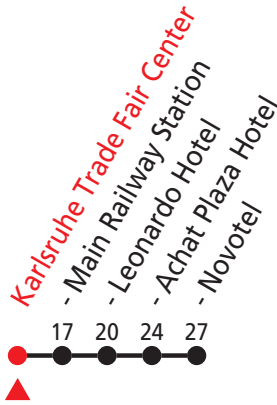 Karlsruhe Trade Fair Center
- Main Railway Station
- Leonardo Hotel
- Achat Plaza Hotel
- Novotel
17 20 24 27